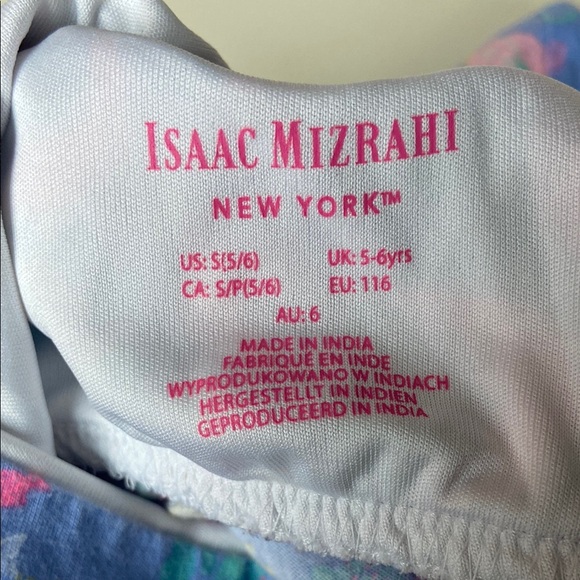 ISAAC MIZRAHI
NEW YORK™
US: S(5/6) UK: 5-6yrs
CA: S/P(5/6) EU: 116
AU: 6
MADE IN INDIA
FABRIQUE EN INDE
WYPRODUKOWANO W INDIACH
HERGESTELLT IN INDIEN
GEPRODUCEERD IN INDIA